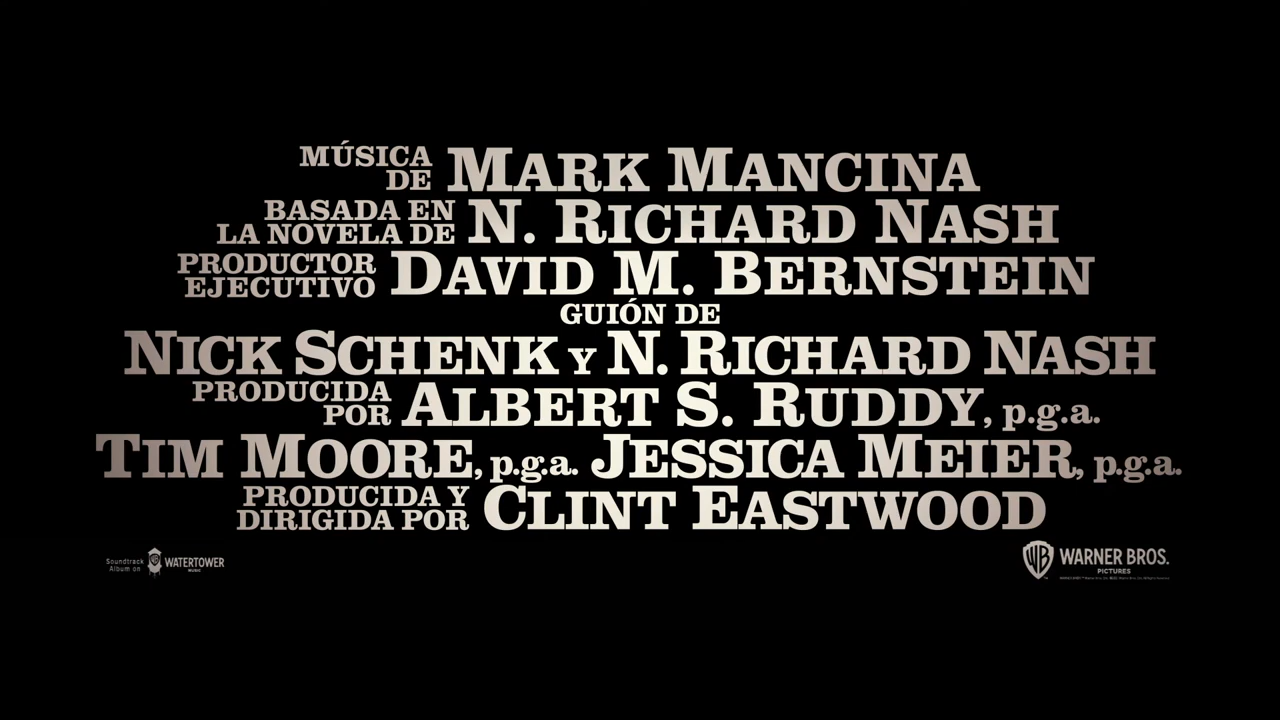 MÚSICA DE MARK MANCINA
BASADA EN LA NOVELA DE N. RICHARD NASH
PRODUCTOR EJECUTIVO DAVID M. BERNSTEIN
GUIÓN DE
NICK SCHENK Y N. RICHARD NASH
PRODUCIDA POR ALBERT S. RUDDY, p.g.a.
TIM MOORE, p.g.a. JESSICA MEIER, p.g.a.
PRODUCIDA Y DIRIGIDA POR CLINT EASTWOOD
Soundtrack Album on WATERTOWER MUSIC
WB WARNER BROS. PICTURES